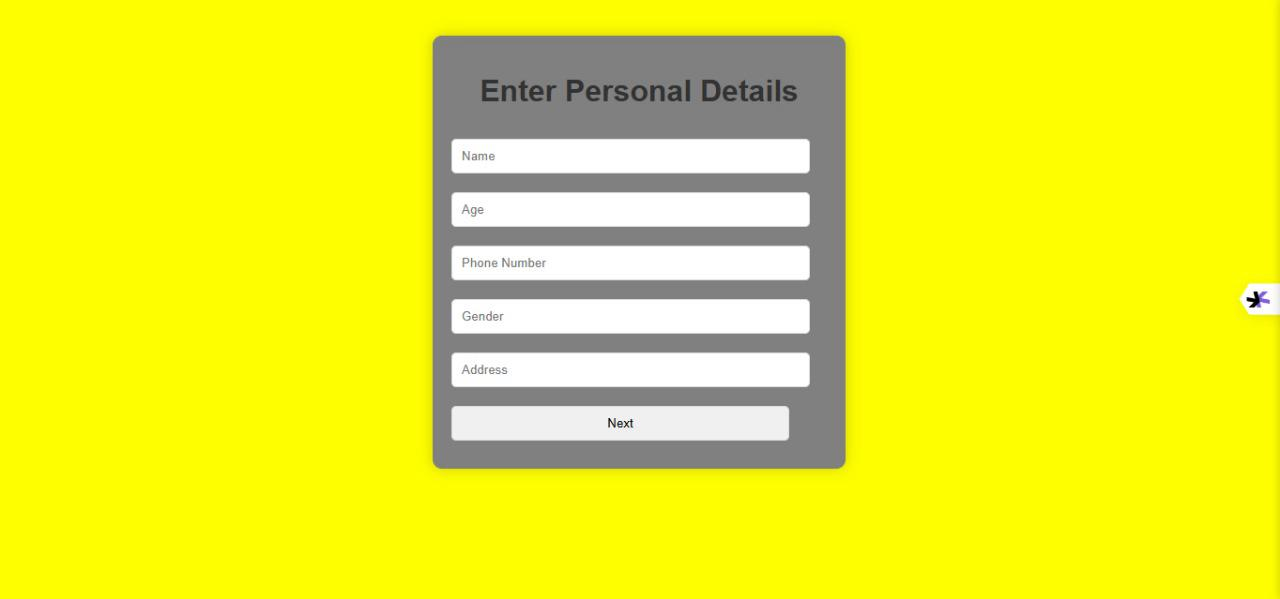 Enter Personal Details
Name
Age
Phone Number
Gender
Address
Next